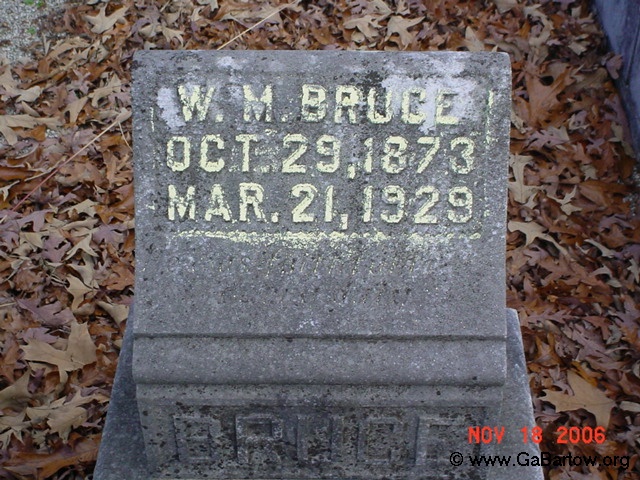 W. M. BRUCE
OCT. 29, 1873
MAR. 21, 1929
BRUCE
NOV 18 2006
© www.GaBartow.org